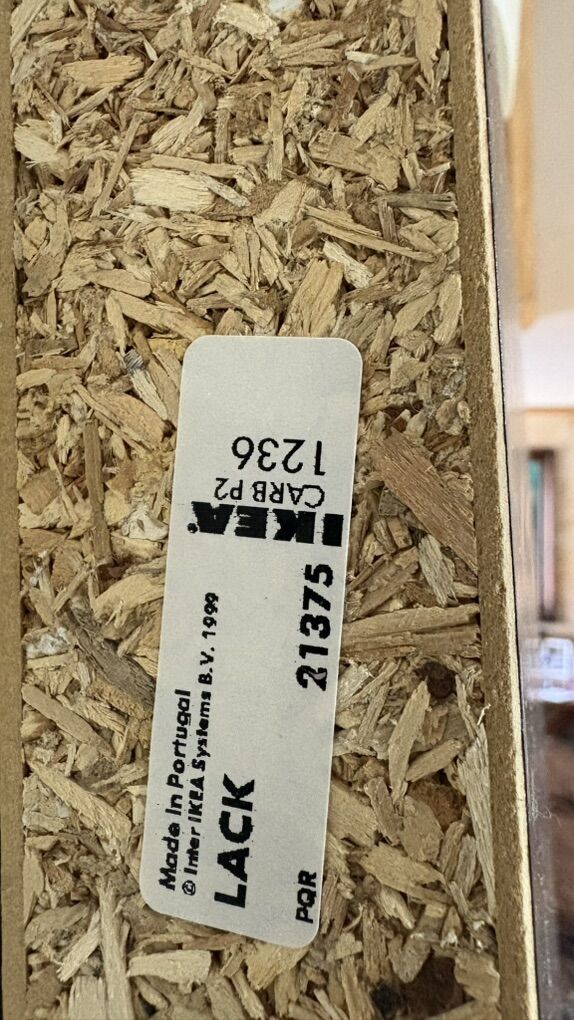 Made in Portugal
© Inter IKEA Systems B.V. 1999
LACK
21375
PQR
IKEA®
CARB P2
1236